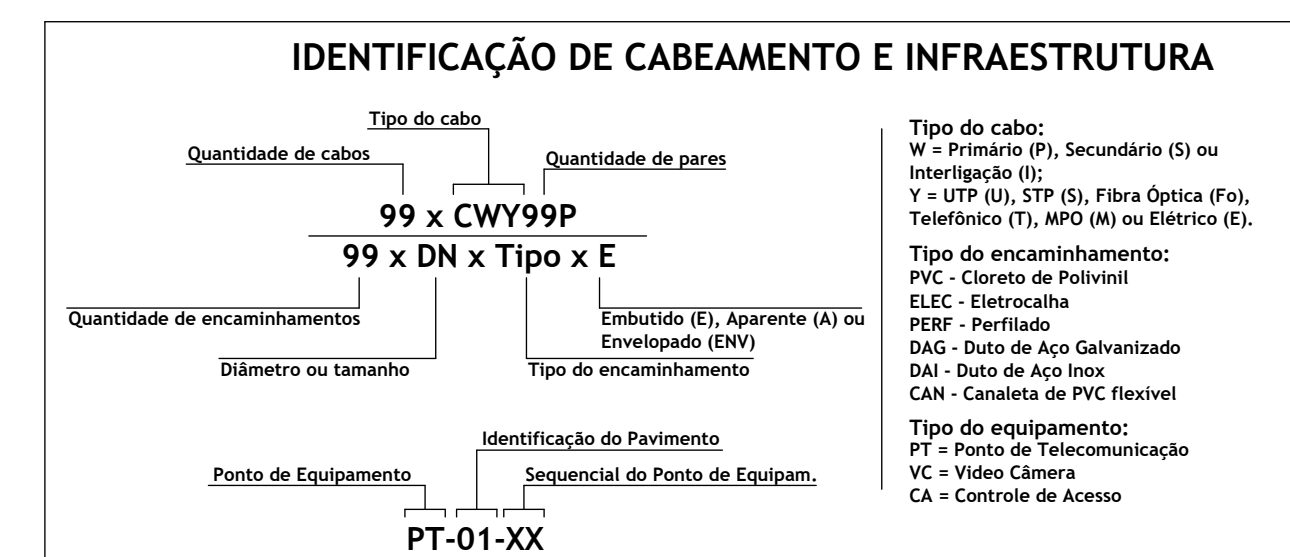 IDENTIFICAÇÃO DE CABEAMENTO E INFRAESTRUTURA
Tipo do cabo
Quantidade de cabos
Quantidade de pares
99 x CWY99P
99 x DN x Tipo x E
Quantidade de encaminhamentos
Embutido (E), Aparente (A) ou
Envelopado (ENV)
Diâmetro ou tamanho
Tipo do encaminhamento
Identificação do Pavimento
Ponto de Equipamento
Sequencial do Ponto de Equipam.
PT-01-XX
Tipo do cabo:
W = Primário (P), Secundário (S) ou
Interligação (I);
Y = UTP (U), STP (S), Fibra Óptica (Fo),
Telefônico (T), MPO (M) ou Elétrico (E).
Tipo do encaminhamento:
PVC - Cloreto de Polivinil
ELEC - Eletrocalha
PERF - Perfilado
DAG - Duto de Aço Galvanizado
DAI - Duto de Aço Inox
CAN - Canaleta de PVC flexível
Tipo do equipamento:
PT = Ponto de Telecomunicação
VC = Video Câmera
CA = Controle de Acesso